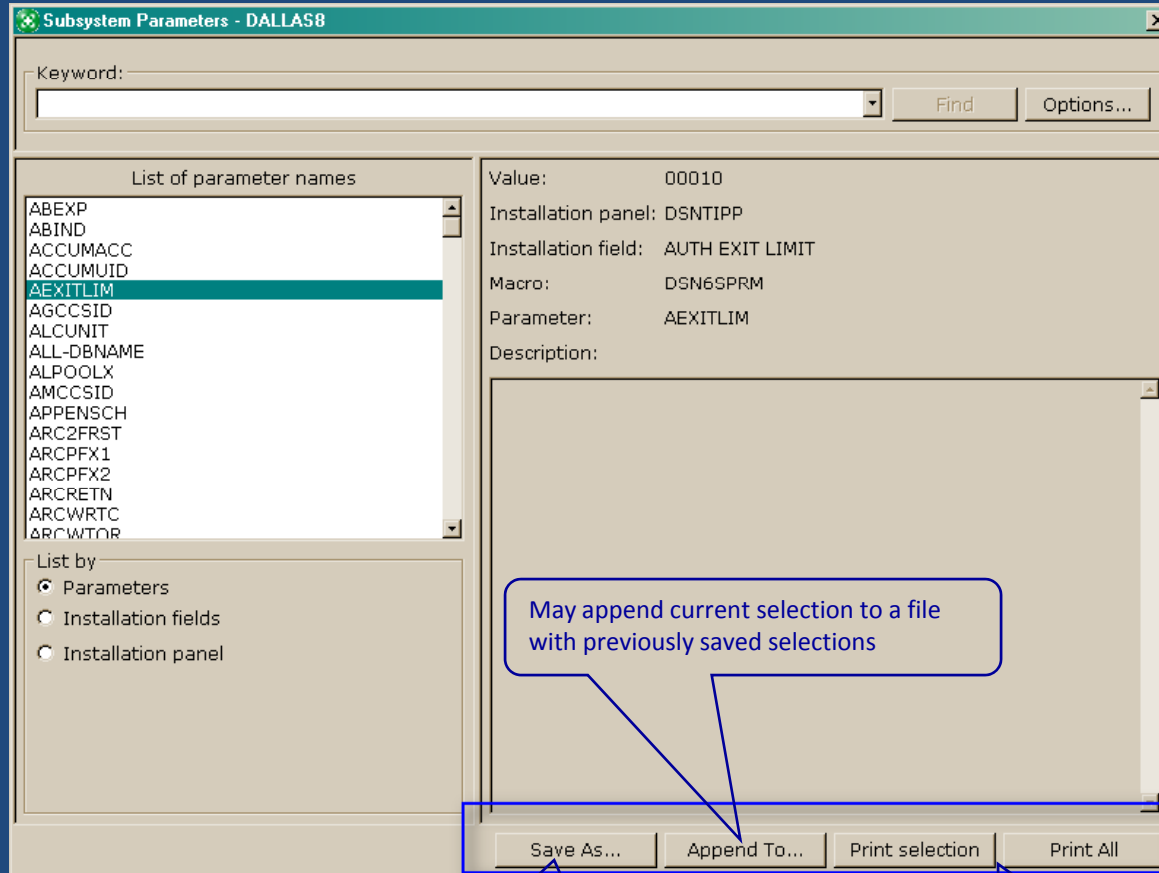 Subsystem Parameters - DALLAS8
Keyword:
Find
Options...
List of parameter names
ABEXP
ABIND
ACCUMACC
ACCUMUID
AEXITLIM
AGCCSID
ALCUNIT
ALL-DBNAME
ALPOOLX
AMCCSID
APPENSCH
ARC2FRST
ARCPFX1
ARCPFX2
ARCRETN
ARCWRTC
ARCWTOR
List by
Parameters
Installation fields
Installation panel
Value: 00010
Installation panel: DSNTIPP
Installation field: AUTH EXIT LIMIT
Macro: DSN6SPRM
Parameter: AEXITLIM
Description:
May append current selection to a file
with previously saved selections
Save As...
Append To...
Print selection
Print All